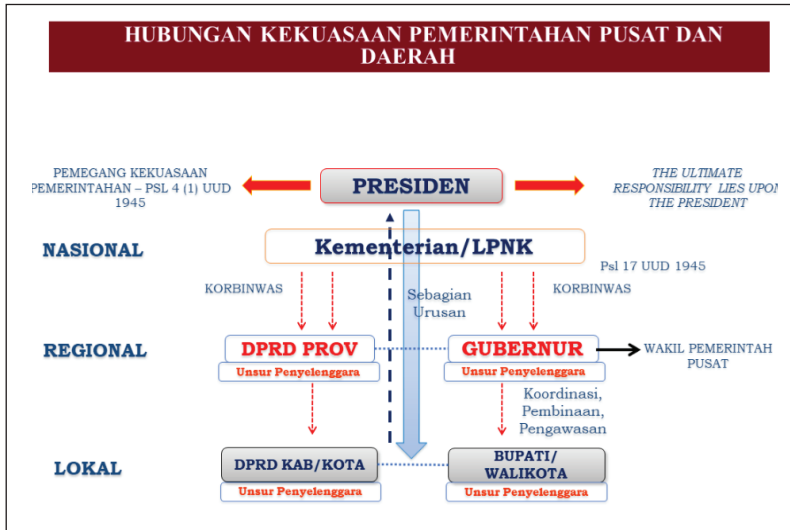 HUBUNGAN KEKUASAAN PEMERINTAHAN PUSAT DAN
DAERAH
PEMEGANG KEKUASAAN
PEMERINTAHAN – PSL 4 (1) UUD
1945
PRESIDEN
THE ULTIMATE
RESPONSIBILITY LIES UPON
THE PRESIDENT
NASIONAL
Kementerian/LPNK
Psl 17 UUD 1945
KORBINWAS
Sebagian
Urusan
KORBINWAS
REGIONAL
DPRD PROV
Unsur Penyelenggara
GUBERNUR
Unsur Penyelenggara
WAKIL PEMERINTAH
PUSAT
Koordinasi,
Pembinaan,
Pengawasan
LOKAL
DPRD KAB/KOTA
Unsur Penyelenggara
BUPATI/
WALIKOTA
Unsur Penyelenggara